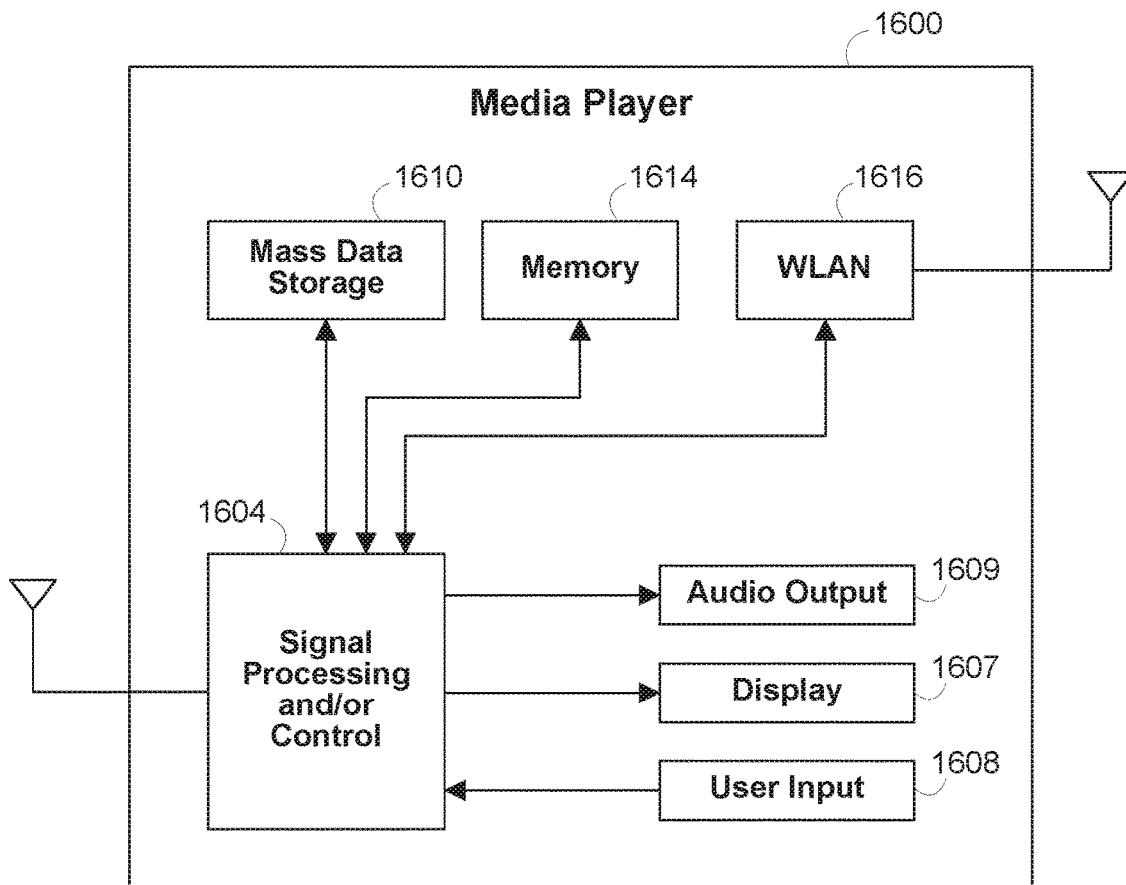 1600
Media Player
1610
1614
1616
Mass Data
Storage
Memory
WLAN
1604
Signal
Processing
and/or
Control
Audio Output
1609
Display
1607
User Input
1608